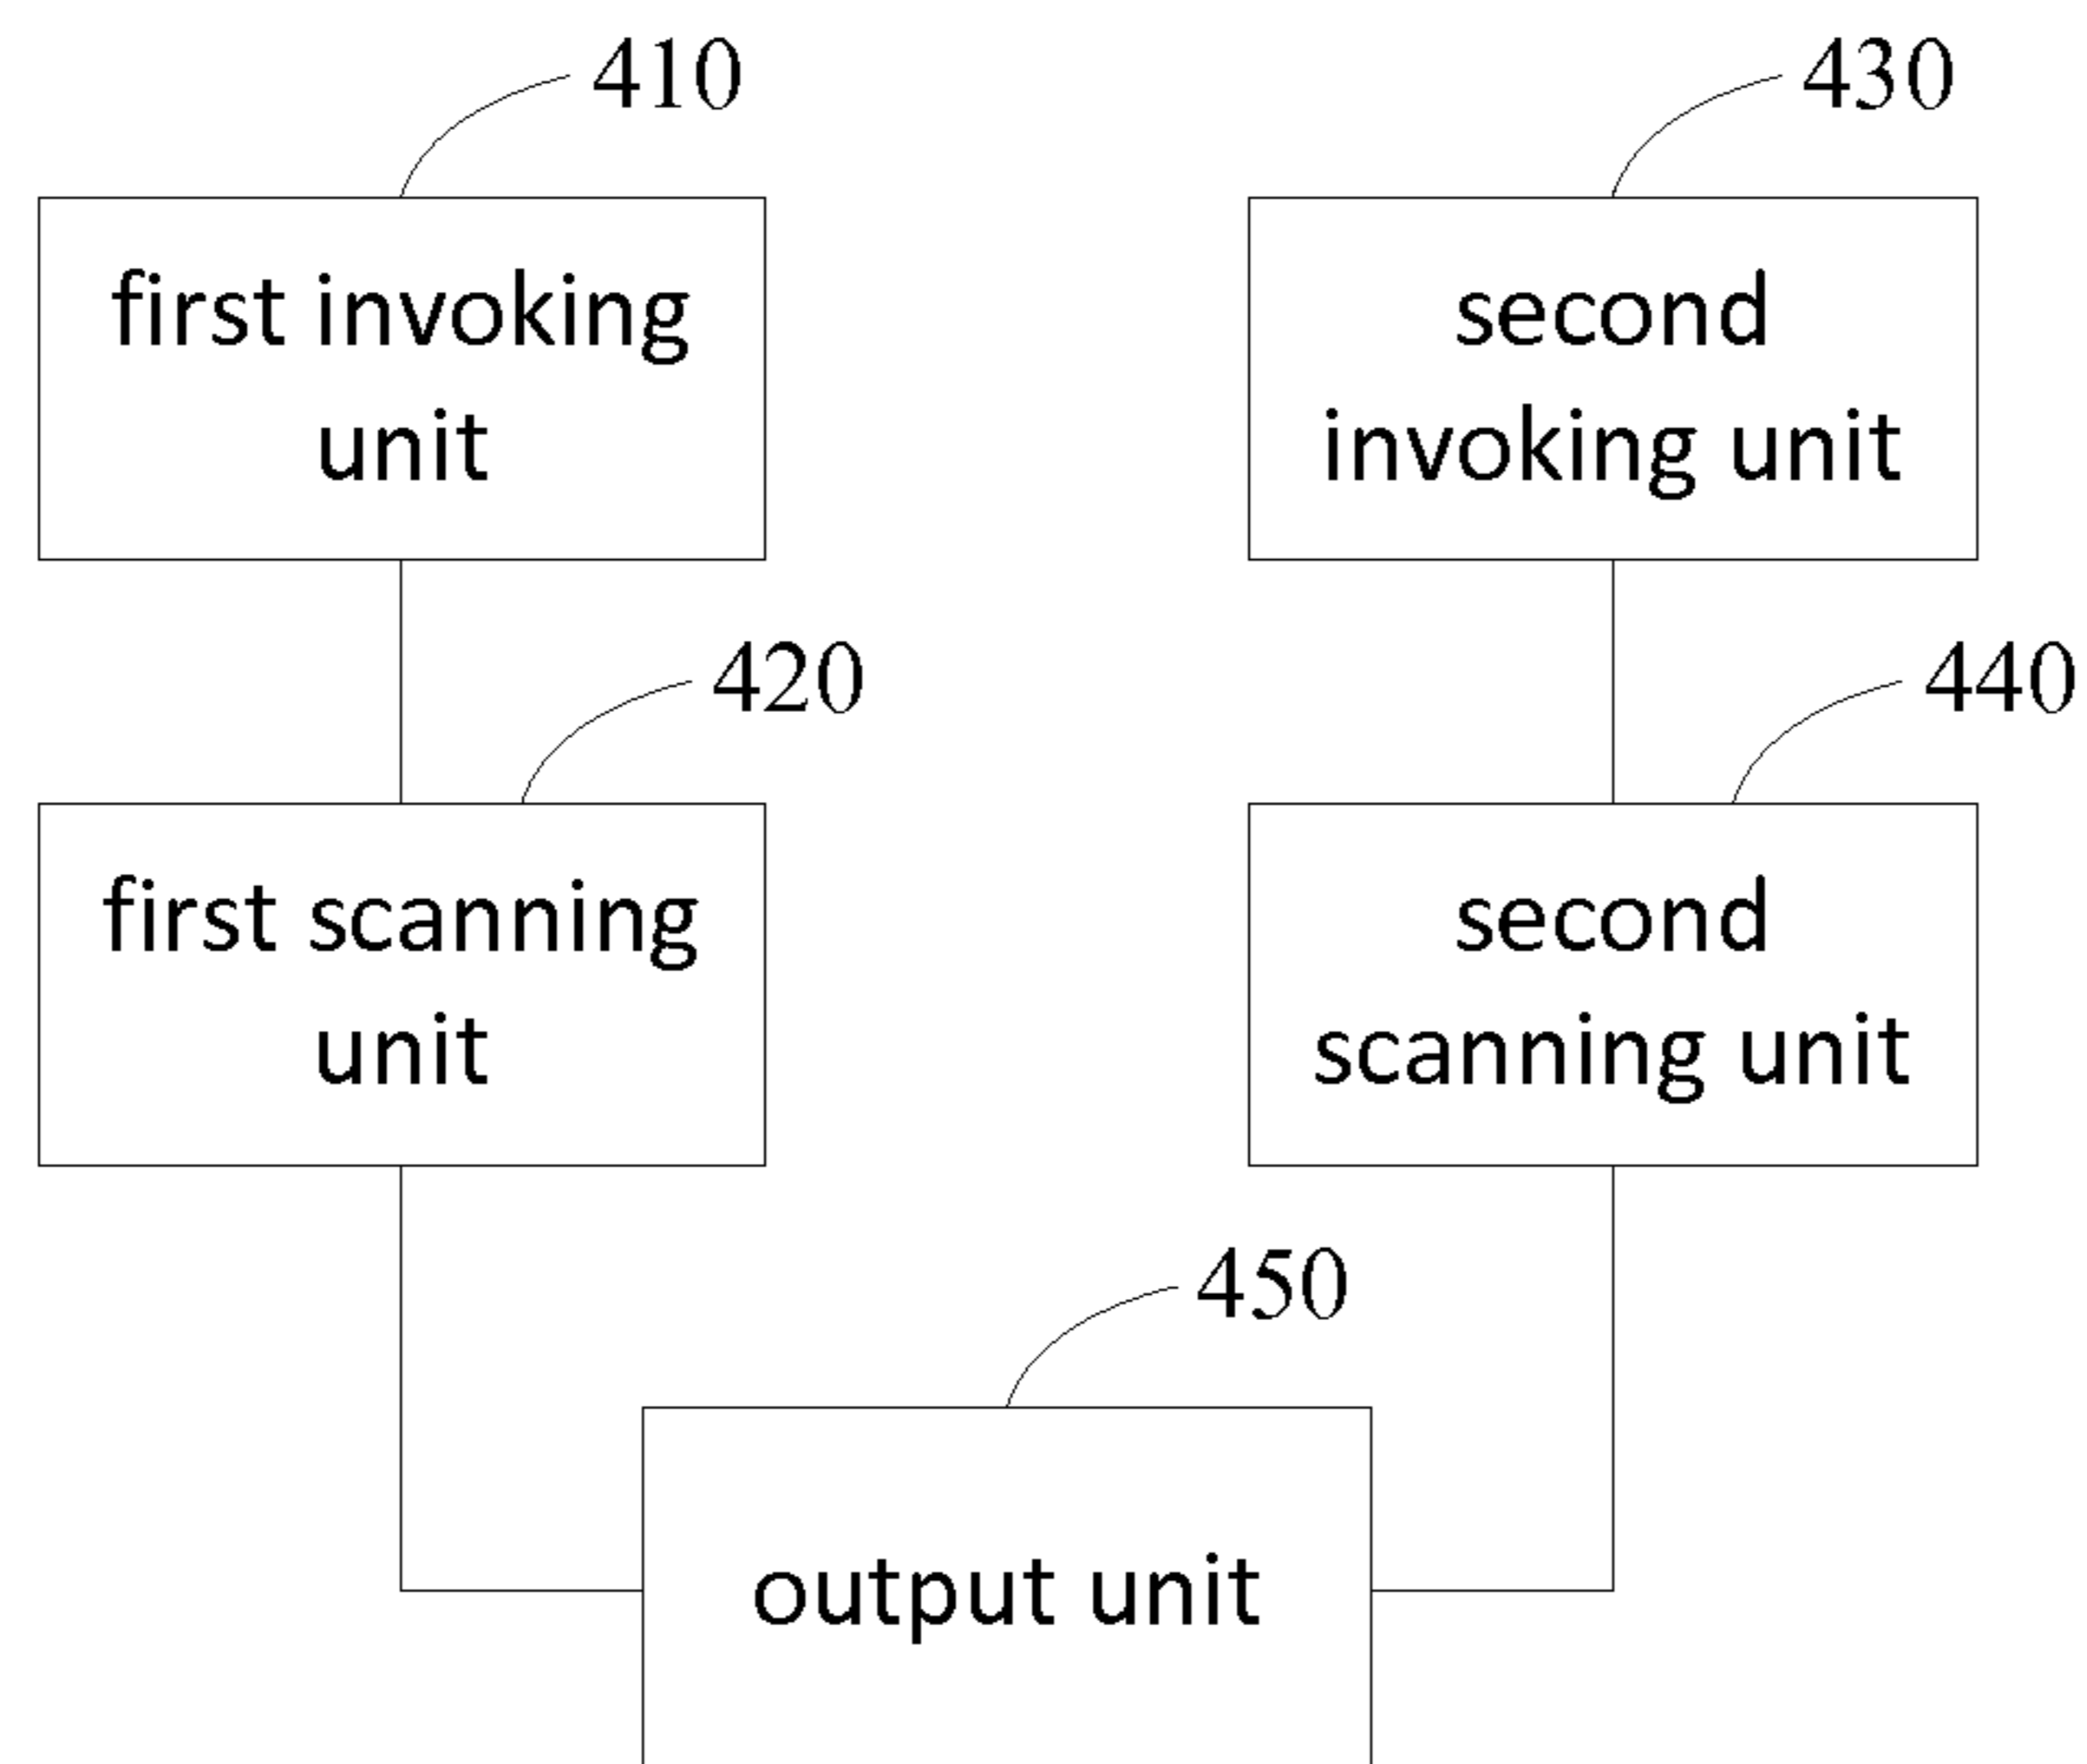 410
430
first invoking
unit
second
invoking unit
420
440
first scanning
unit
second
scanning unit
450
output unit